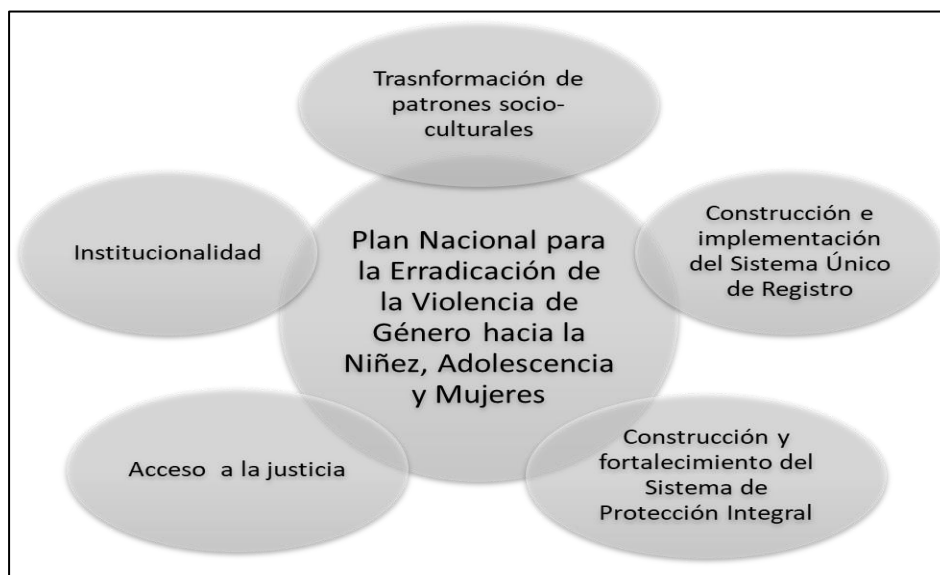 Trasnformación de
patrones socio-
culturales
Institucionalidad
Plan Nacional para
la Erradicación de
la Violencia de
Género hacia la
Niñez, Adolescencia
y Mujeres
Construcción e
implementación
del Sistema Único
de Registro
Acceso a la justicia
Construcción y
fortalecimiento del
Sistema de
Protección Integral